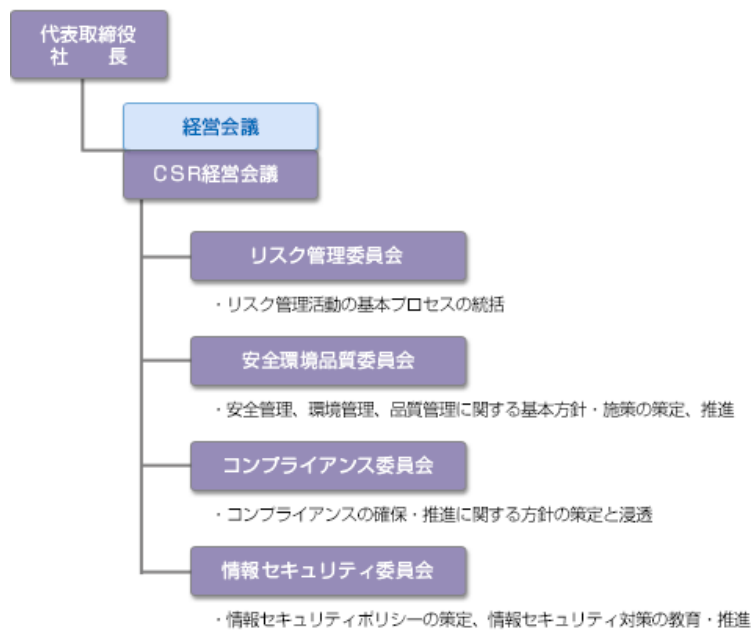 代表取締役
社　長
経営会議
ＣＳＲ経営会議
リスク管理委員会
・リスク管理活動の基本プロセスの統括
安全環境品質委員会
・安全管理、環境管理、品質管理に関する基本方針・施策の策定、推進
コンプライアンス委員会
・コンプライアンスの確保・推進に関する方針の策定と浸透
情報セキュリティ委員会
・情報セキュリティポリシーの策定、情報セキュリティ対策の教育・推進